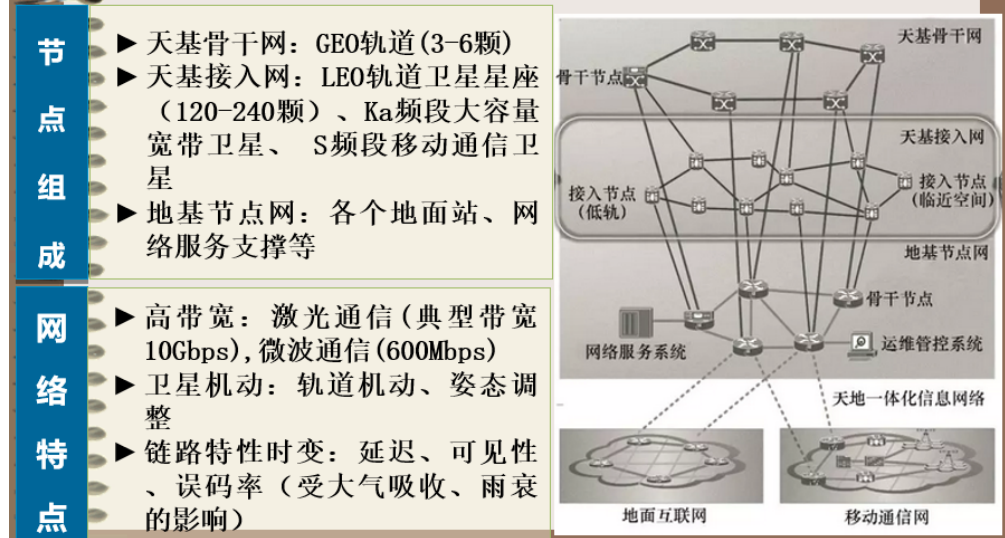 节点组成
▶天基骨干网：GEO轨道(3-6颗)
▶天基接入网：LEO轨道卫星星座
（120-240颗）、Ka频段大容量
宽带卫星、 S频段移动通信卫
星
▶地基节点网：各个地面站、网
络服务支撑等
网络特点
▶高带宽：激光通信(典型带宽
10Gbps),微波通信(600Mbps)
▶卫星机动：轨道机动、姿态调
整
▶链路特性时变：延迟、可见性
、误码率（受大气吸收、雨衰
的影响）
天基骨干网
骨干节点
天基接入网
接入节点
(低轨)
接入节点
(临近空间)
地基节点网
骨干节点
网络服务系统
运维管控系统
天地一体化信息网络
地面互联网
移动通信网